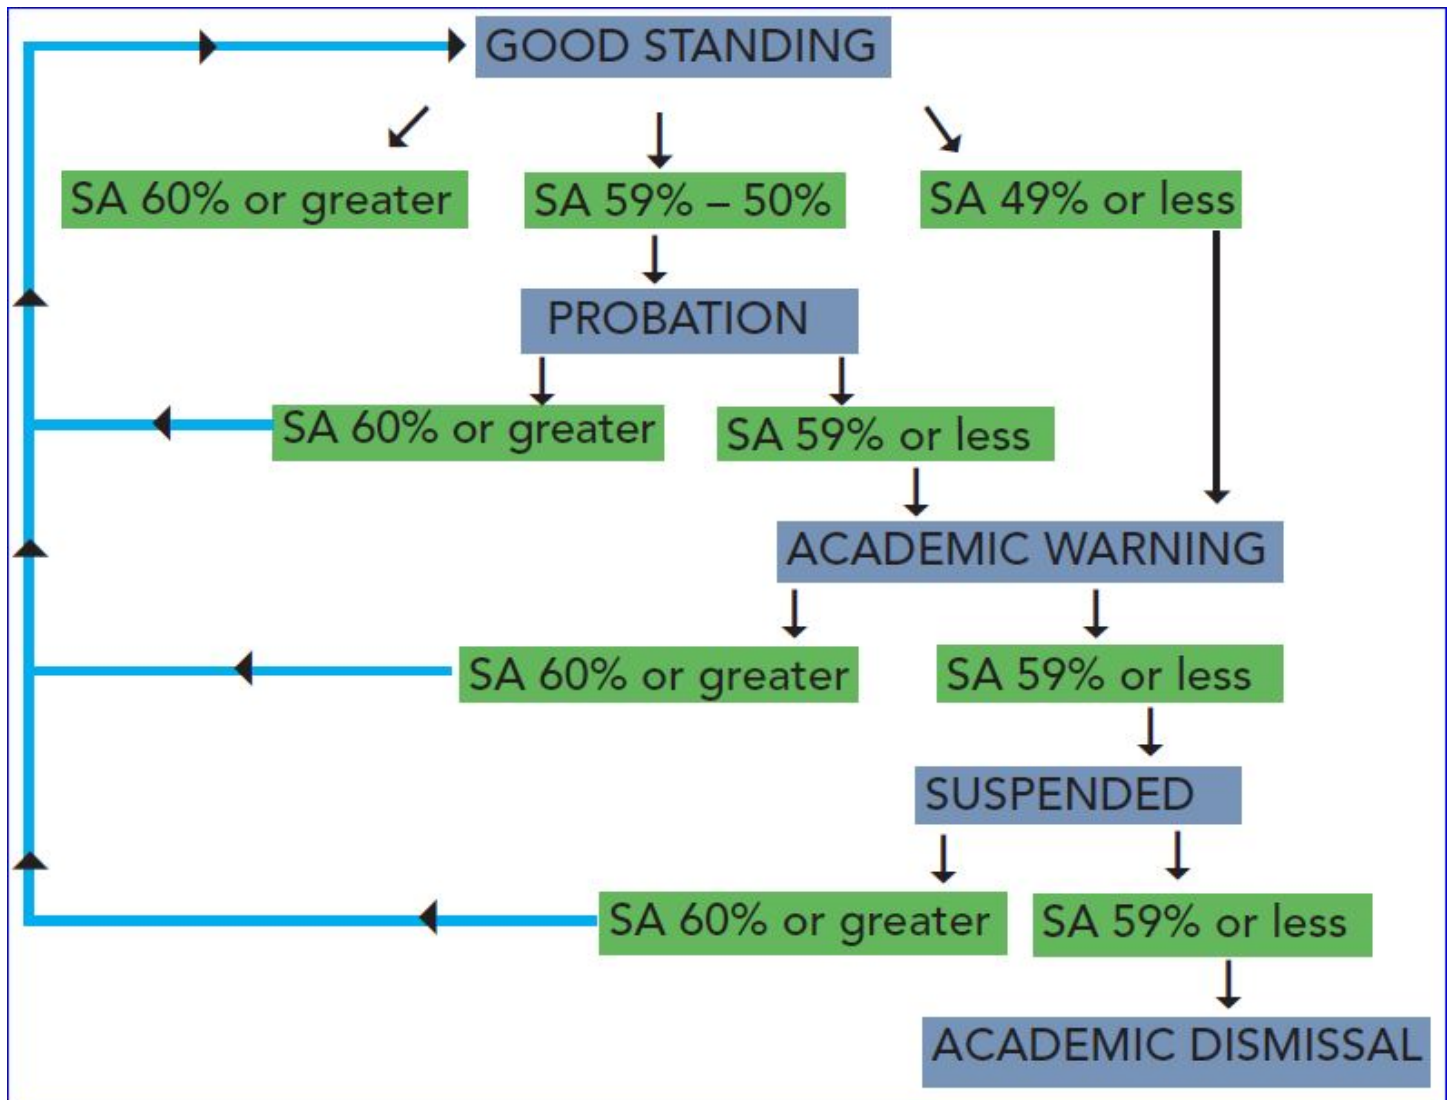 GOOD STANDING
SA 60% or greater
SA 59% – 50%
SA 49% or less
PROBATION
SA 60% or greater
SA 59% or less
ACADEMIC WARNING
SA 60% or greater
SA 59% or less
SUSPENDED
SA 60% or greater
SA 59% or less
ACADEMIC DISMISSAL